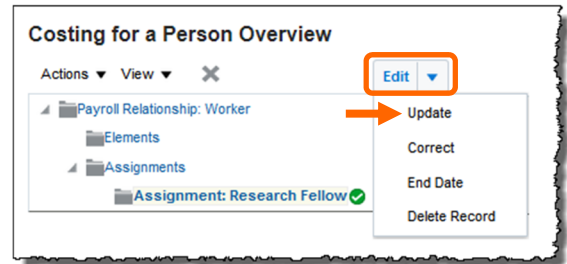 Costing for a Person Overview
Actions View Edit
Payroll Relationship: Worker
Elements
Assignments
Assignment: Research Fellow
Update
Correct
End Date
Delete Record